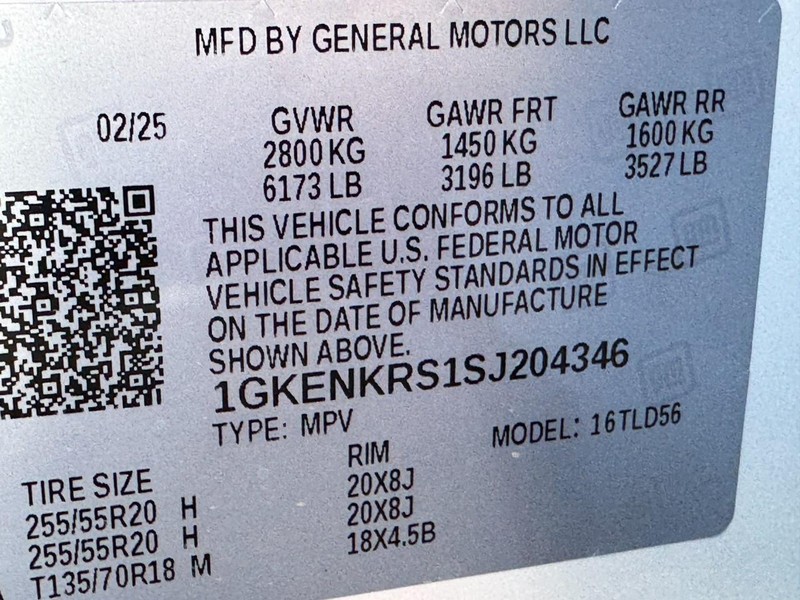 MFD BY GENERAL MOTORS LLC
02/25
GVWR GAWR FRT GAWR RR
2800 KG 1450 KG 1600 KG
6173 LB 3196 LB 3527 LB
THIS VEHICLE CONFORMS TO ALL
APPLICABLE U.S. FEDERAL MOTOR
VEHICLE SAFETY STANDARDS IN EFFECT
ON THE DATE OF MANUFACTURE
SHOWN ABOVE.
1GKENKRS1SJ204346
TYPE: MPV MODEL: 16TLD56
TIRE SIZE RIM
255/55R20 H 20X8J
255/55R20 H 20X8J
T135/70R18 M 18X4.5B